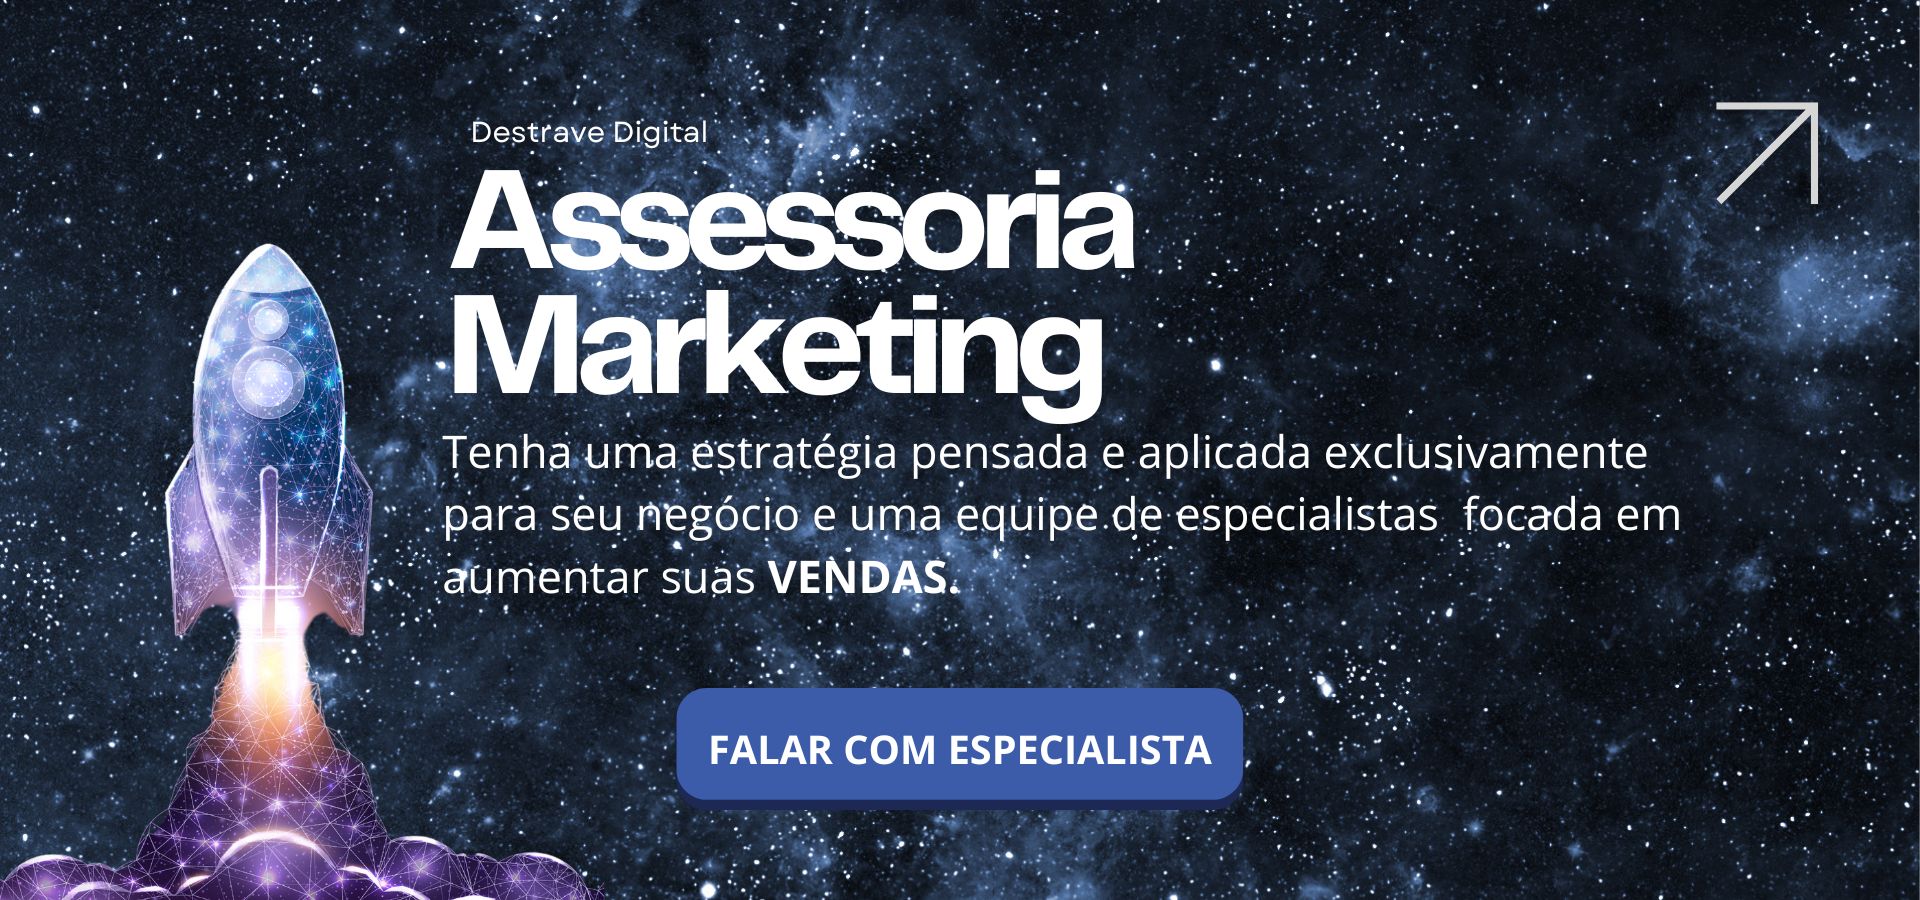 Destrave Digital
Assessoria
Marketing
Tenha uma estratégia pensada e aplicada exclusivamente
para seu negócio e uma equipe de especialistas  focada em
aumentar suas VENDAS.
FALAR COM ESPECIALISTA